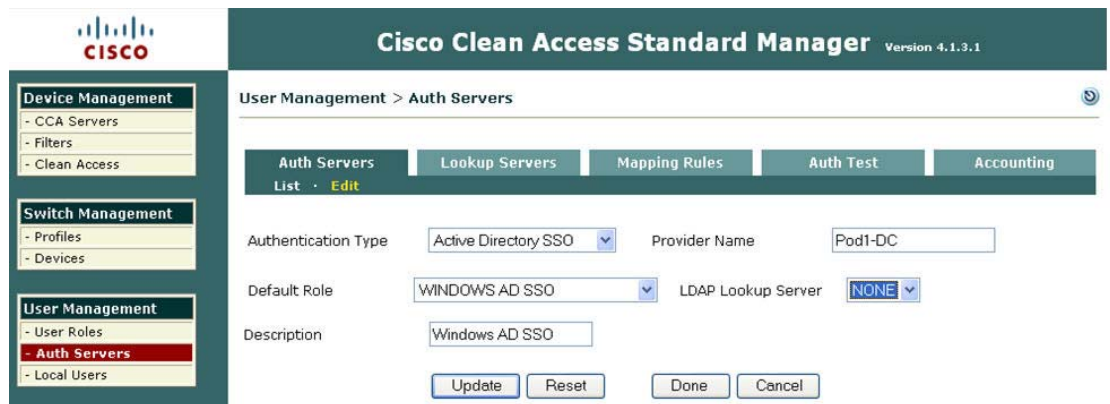 CISCO
Cisco Clean Access Standard Manager Version 4.1.3.1
Device Management
- CCA Servers
- Filters
- Clean Access
Switch Management
- Profiles
- Devices
User Management
- User Roles
- Auth Servers
- Local Users
User Management > Auth Servers
Auth Servers Lookup Servers Mapping Rules Auth Test Accounting
List · Edit
Authentication Type Active Directory SSO Provider Name Pod1-DC
Default Role WINDOWS AD SSO LDAP Lookup Server NONE
Description Windows AD SSO
Update Reset Done Cancel